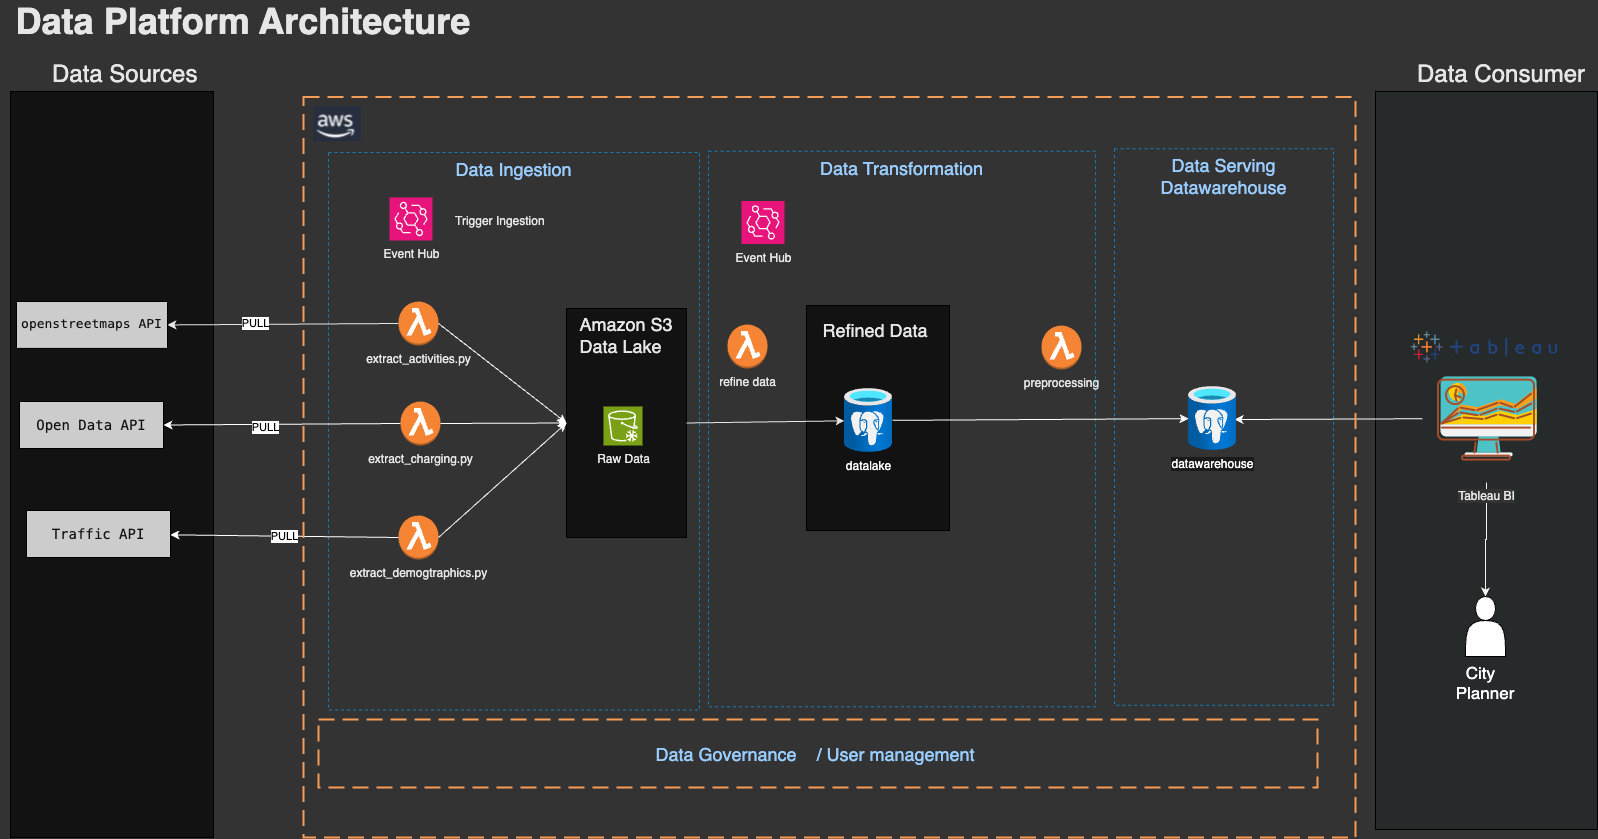 Data Platform Architecture
Data Sources
Data Consumer
aws
Data Ingestion
Data Transformation
Data Serving
Datawarehouse
Trigger Ingestion
Event Hub
Event Hub
openstreetmaps API
PULL
extract_activities.py
Amazon S3
Data Lake
Refined Data
refine data
preprocessing
+ a b l e a u
Open Data API
PULL
extract_charging.py
Raw Data
datalake
datawarehouse
Tableau BI
Traffic API
PULL
extract_demogtraphics.py
City
Planner
Data Governance / User management